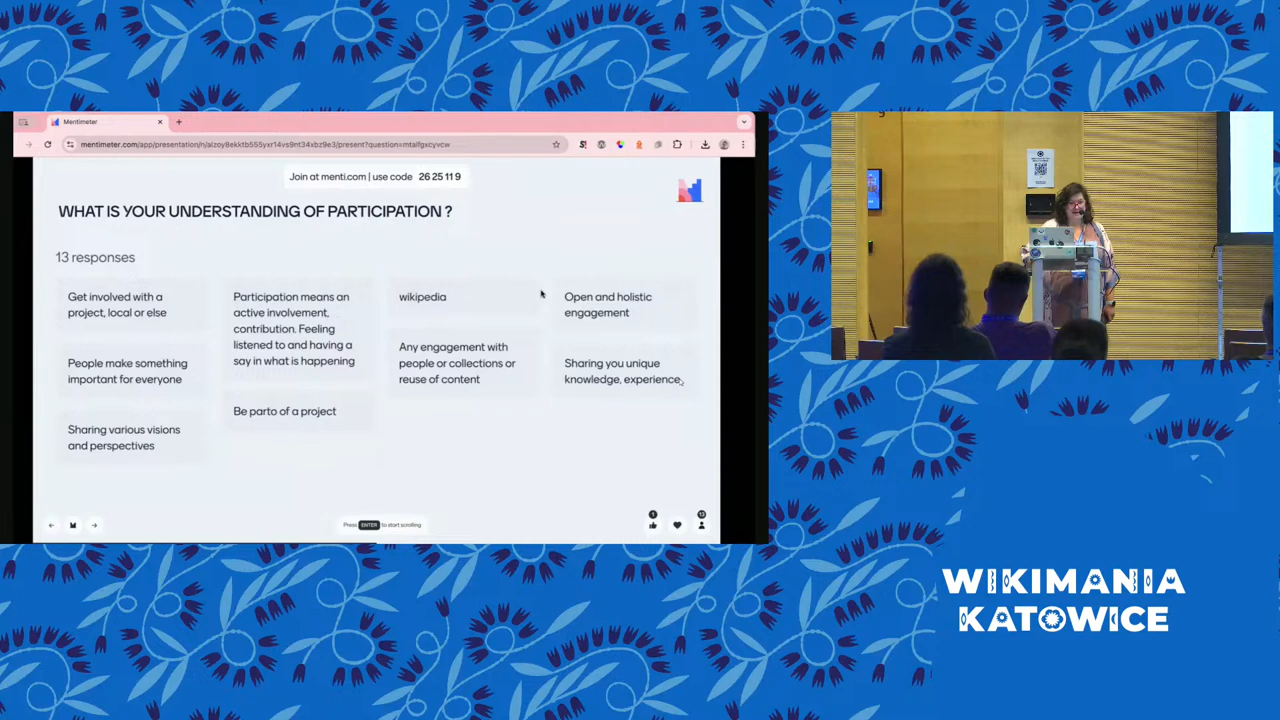 Mentimeter
mentimeter.com/app/presentation/n/alzoy8ekktb555yxr14vs9nt34xbz9e3/present?question=mtaifgxcyvcw
Join at menti.com | use code 26 25 11 9
WHAT IS YOUR UNDERSTANDING OF PARTICIPATION ?
13 responses
Get involved with a
project, local or else
People make something
important for everyone
Sharing various visions
and perspectives
Participation means an
active involvement,
contribution. Feeling
listened to and having a
say in what is happening
Be parto of a project
wikipedia
Any engagement with
people or collections or
reuse of content
Open and holistic
engagement
Sharing you unique
knowledge, experience,
Press ENTER to start scrolling
1
13
WIKIMANIA
KATOWICE